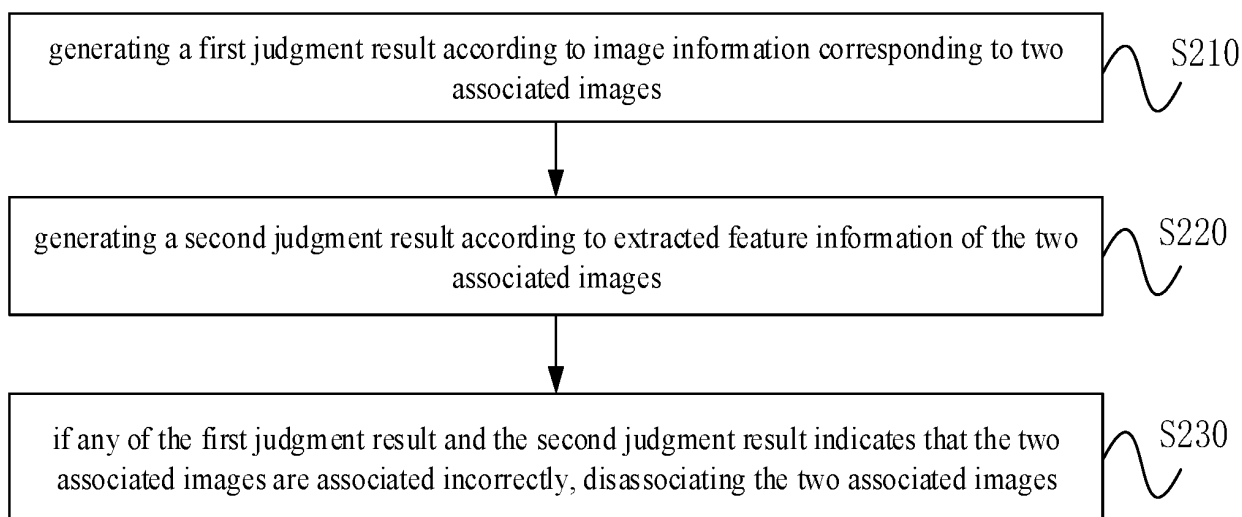 generating a first judgment result according to image information corresponding to two
associated images
S210
generating a second judgment result according to extracted feature information of the two
associated images
S220
if any of the first judgment result and the second judgment result indicates that the two
associated images are associated incorrectly, disassociating the two associated images
S230